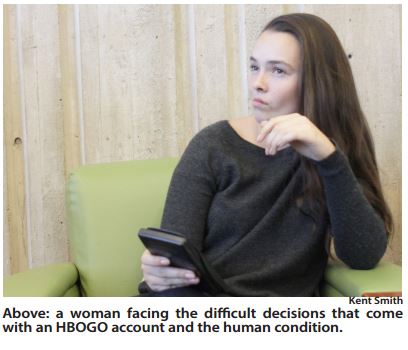 Kent Smith
Above: a woman facing the difficult decisions that come
with an HBOGO account and the human condition.